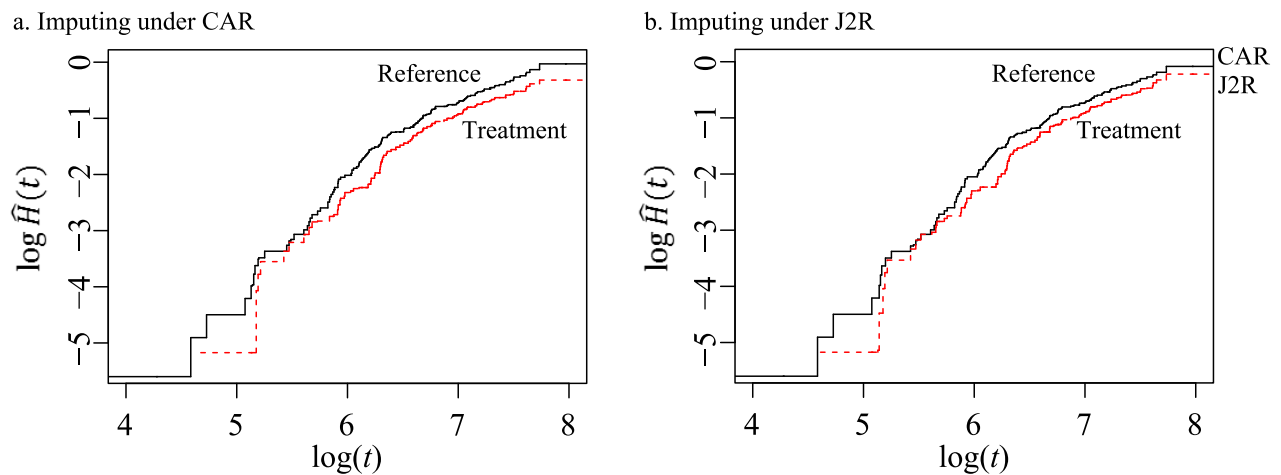 a. Imputing under CAR
0
−1
−2
−3
−4
−5
log Ĥ(t)
Reference
Treatment
4 5 6 7 8
log(t)
b. Imputing under J2R
0
−1
−2
−3
−4
−5
log Ĥ(t)
Reference
Treatment
CAR
J2R
4 5 6 7 8
log(t)